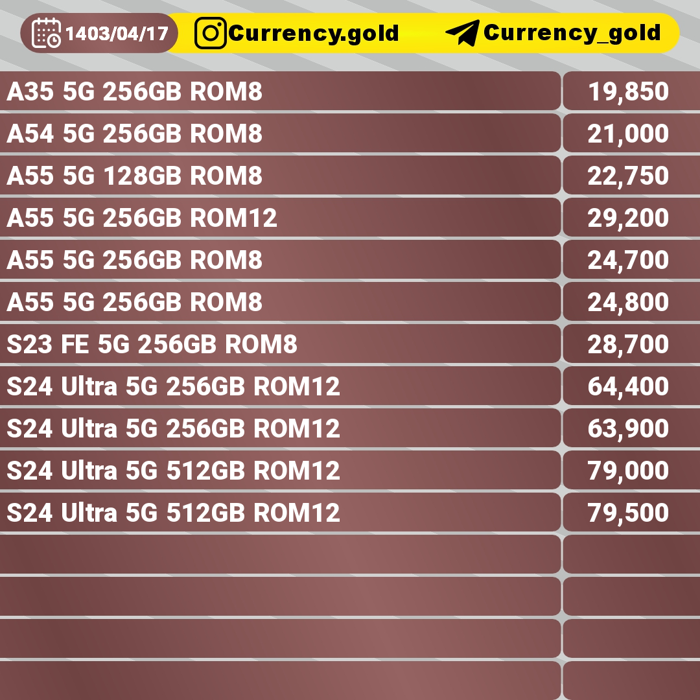 1403/04/17 Currency.gold Currency_gold
A35 5G 256GB ROM8 19,850
A54 5G 256GB ROM8 21,000
A55 5G 128GB ROM8 22,750
A55 5G 256GB ROM12 29,200
A55 5G 256GB ROM8 24,700
A55 5G 256GB ROM8 24,800
S23 FE 5G 256GB ROM8 28,700
S24 Ultra 5G 256GB ROM12 64,400
S24 Ultra 5G 256GB ROM12 63,900
S24 Ultra 5G 512GB ROM12 79,000
S24 Ultra 5G 512GB ROM12 79,500